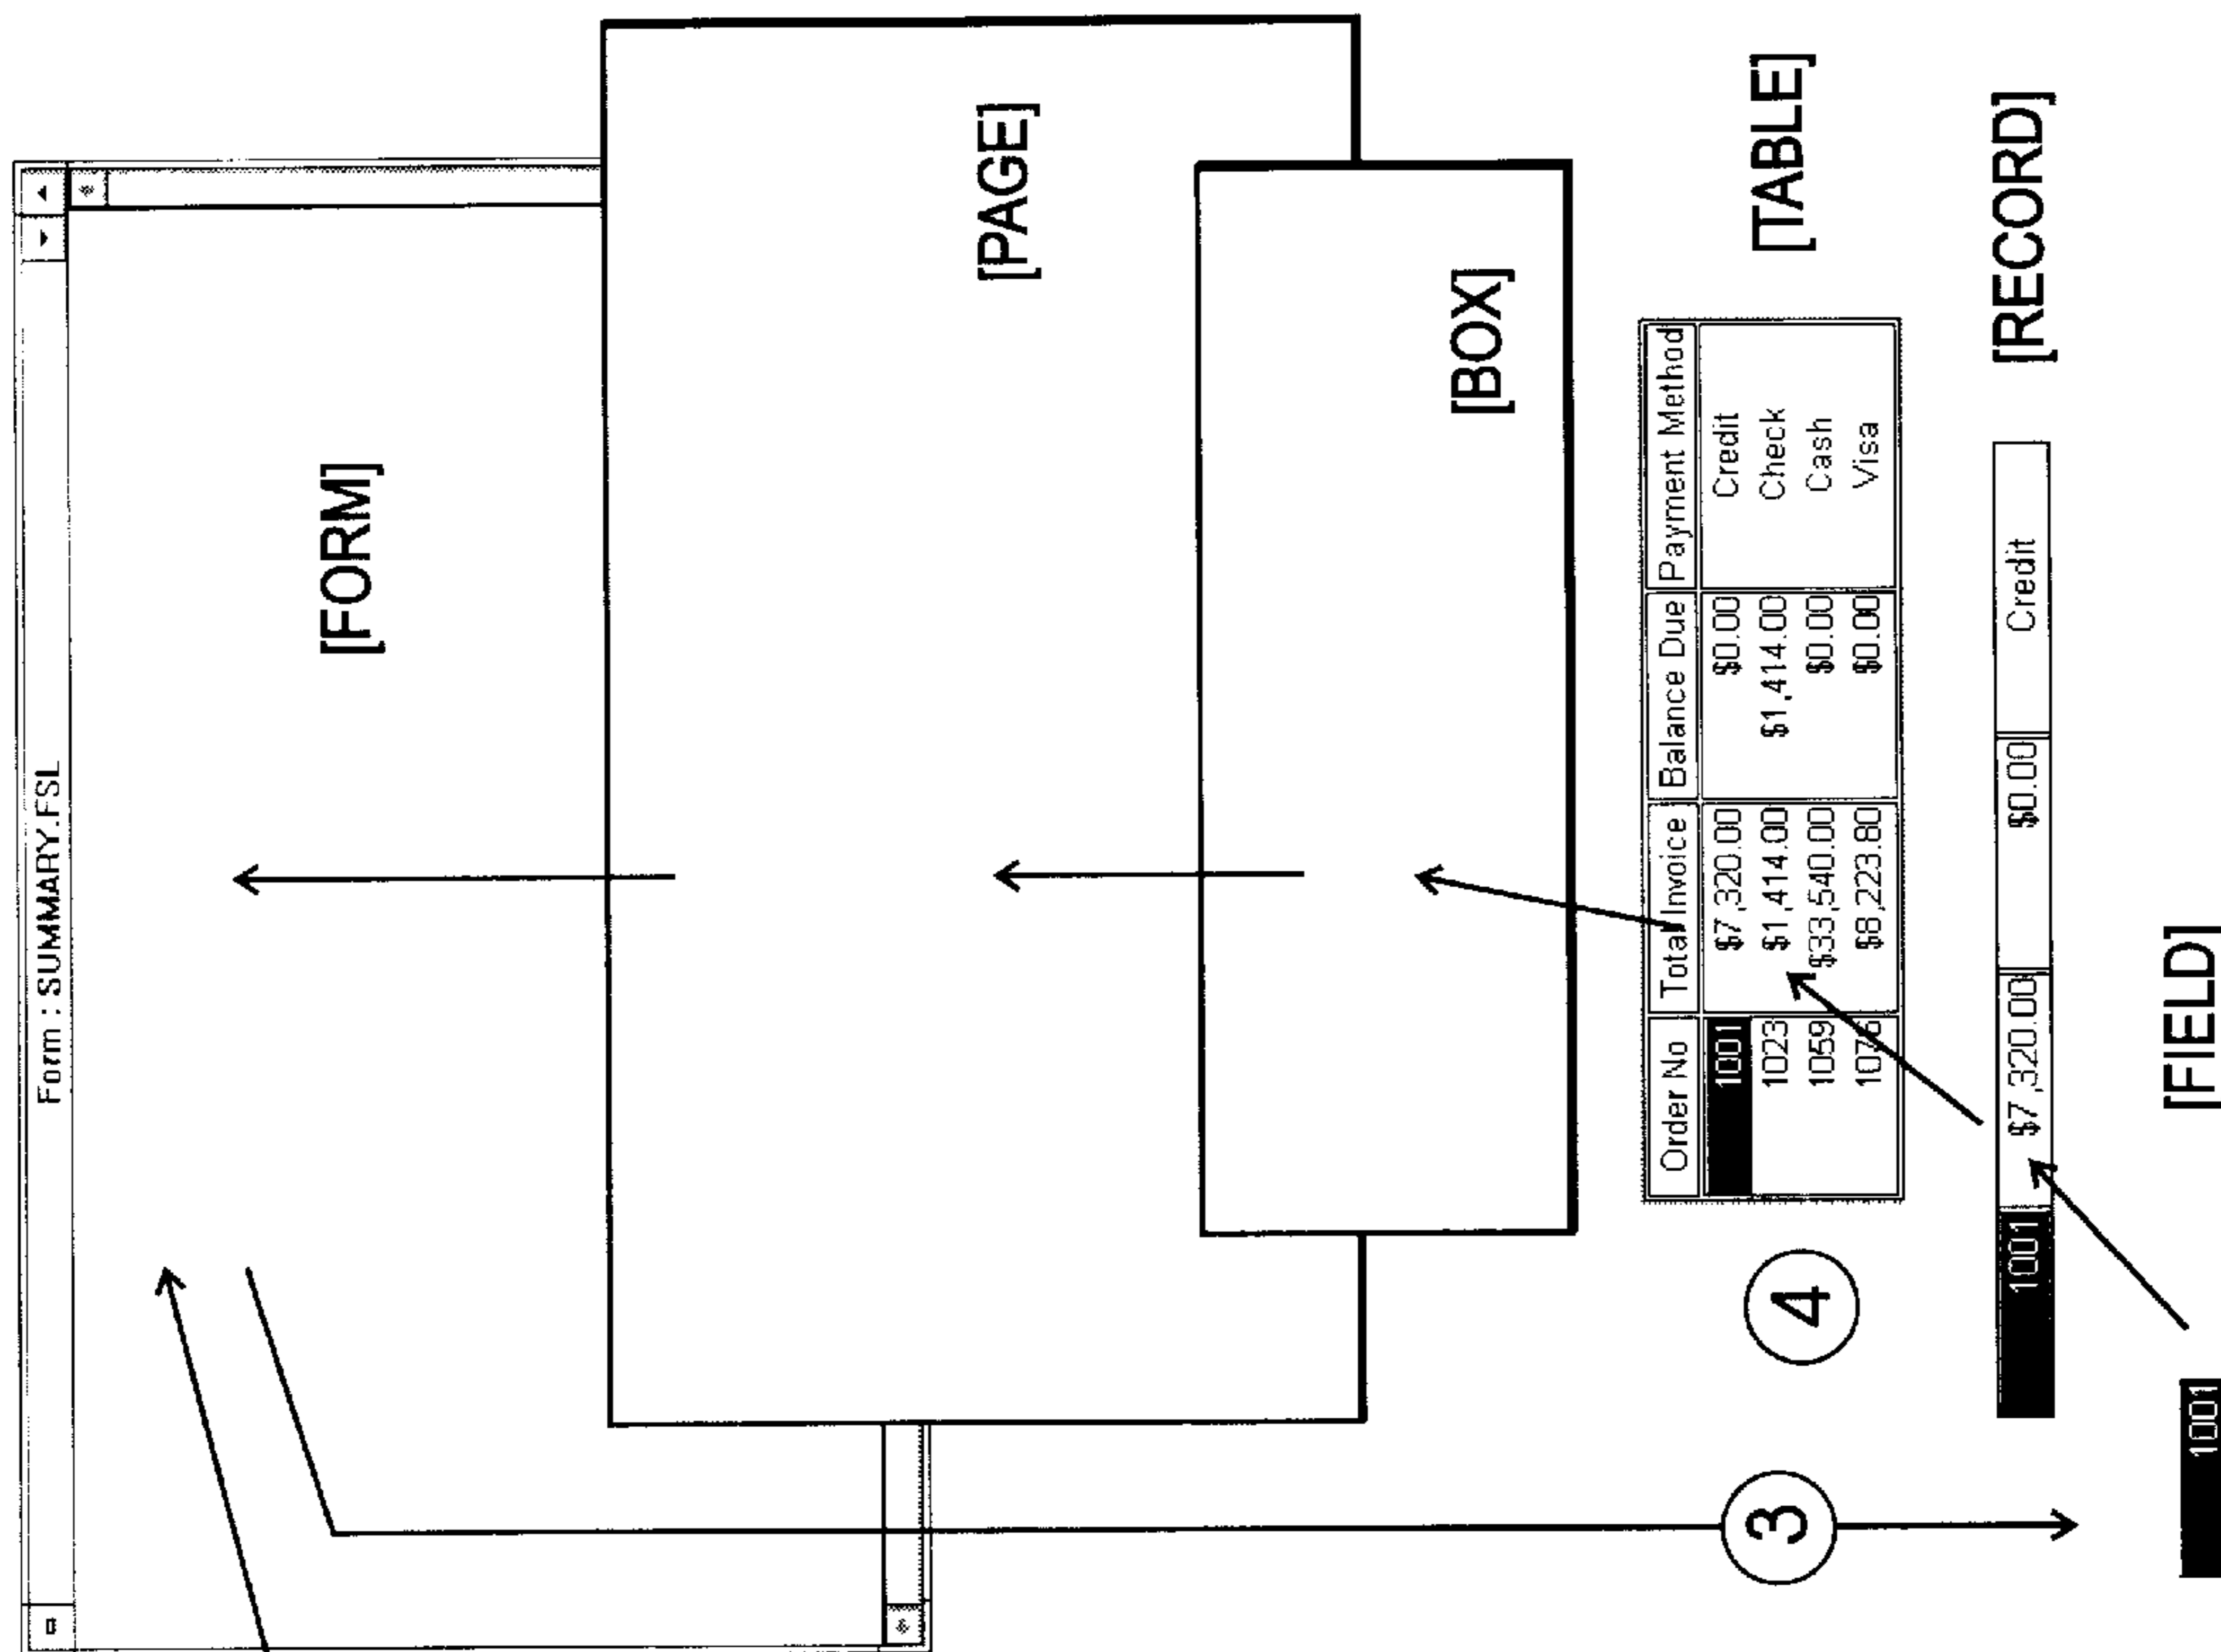 Form : SUMMARY.FSL
[FORM]
[PAGE]
[BOX]
Order No Total Invoice Balance Due Payment Method
1001 $7,320.00 $0.00 Credit
1023 $1,414.00 $1,414.00 Check
1059 $33,540.00 $0.00 Cash
1076 $8,223.80 $0.00 Visa
[TABLE]
4
1001 $7,320.00 $0.00 Credit
[RECORD]
3
1001
[FIELD]